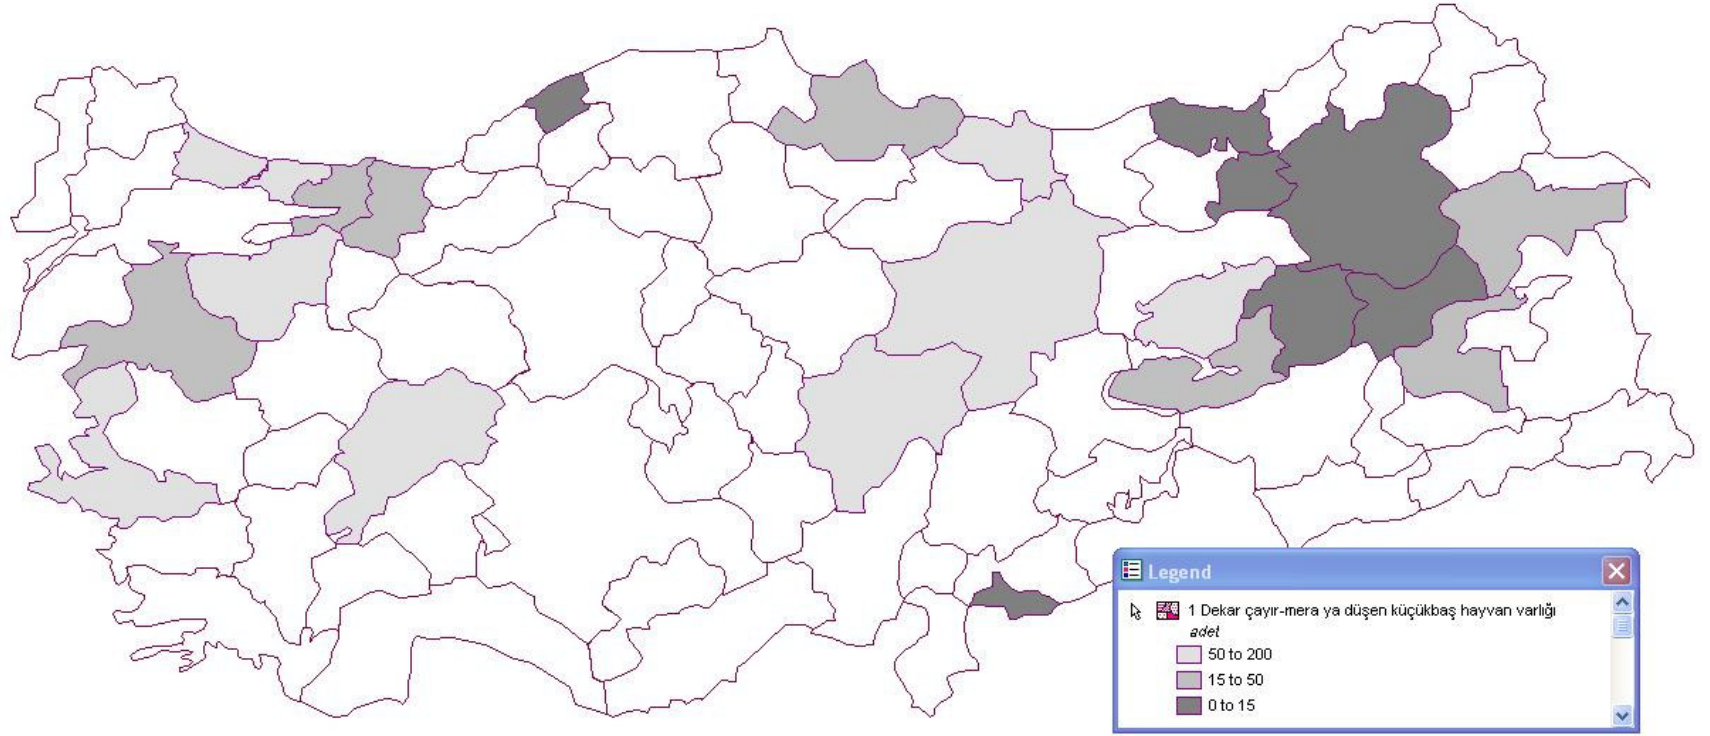 Legend
1 Dekar çayır-mera ya düşen küçükbaş hayvan varlığı
adet
50 to 200
15 to 50
0 to 15